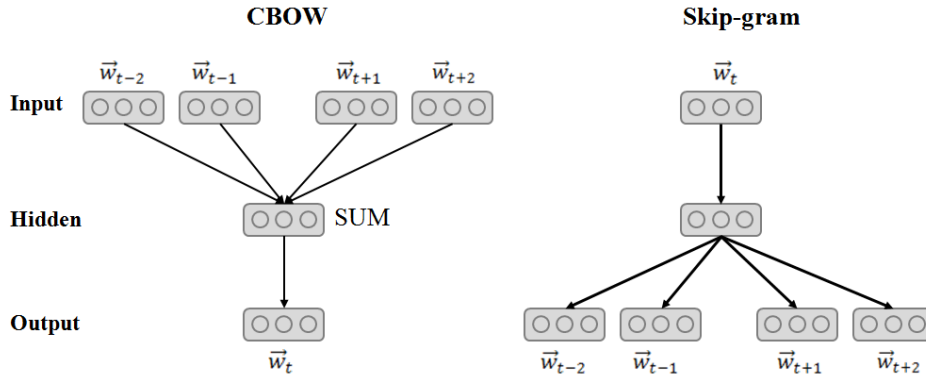 CBOW Skip-gram
w⃗t−2 w⃗t−1 w⃗t+1 w⃗t+2 w⃗t
Input
Hidden SUM
Output
w⃗t w⃗t−2 w⃗t−1 w⃗t+1 w⃗t+2